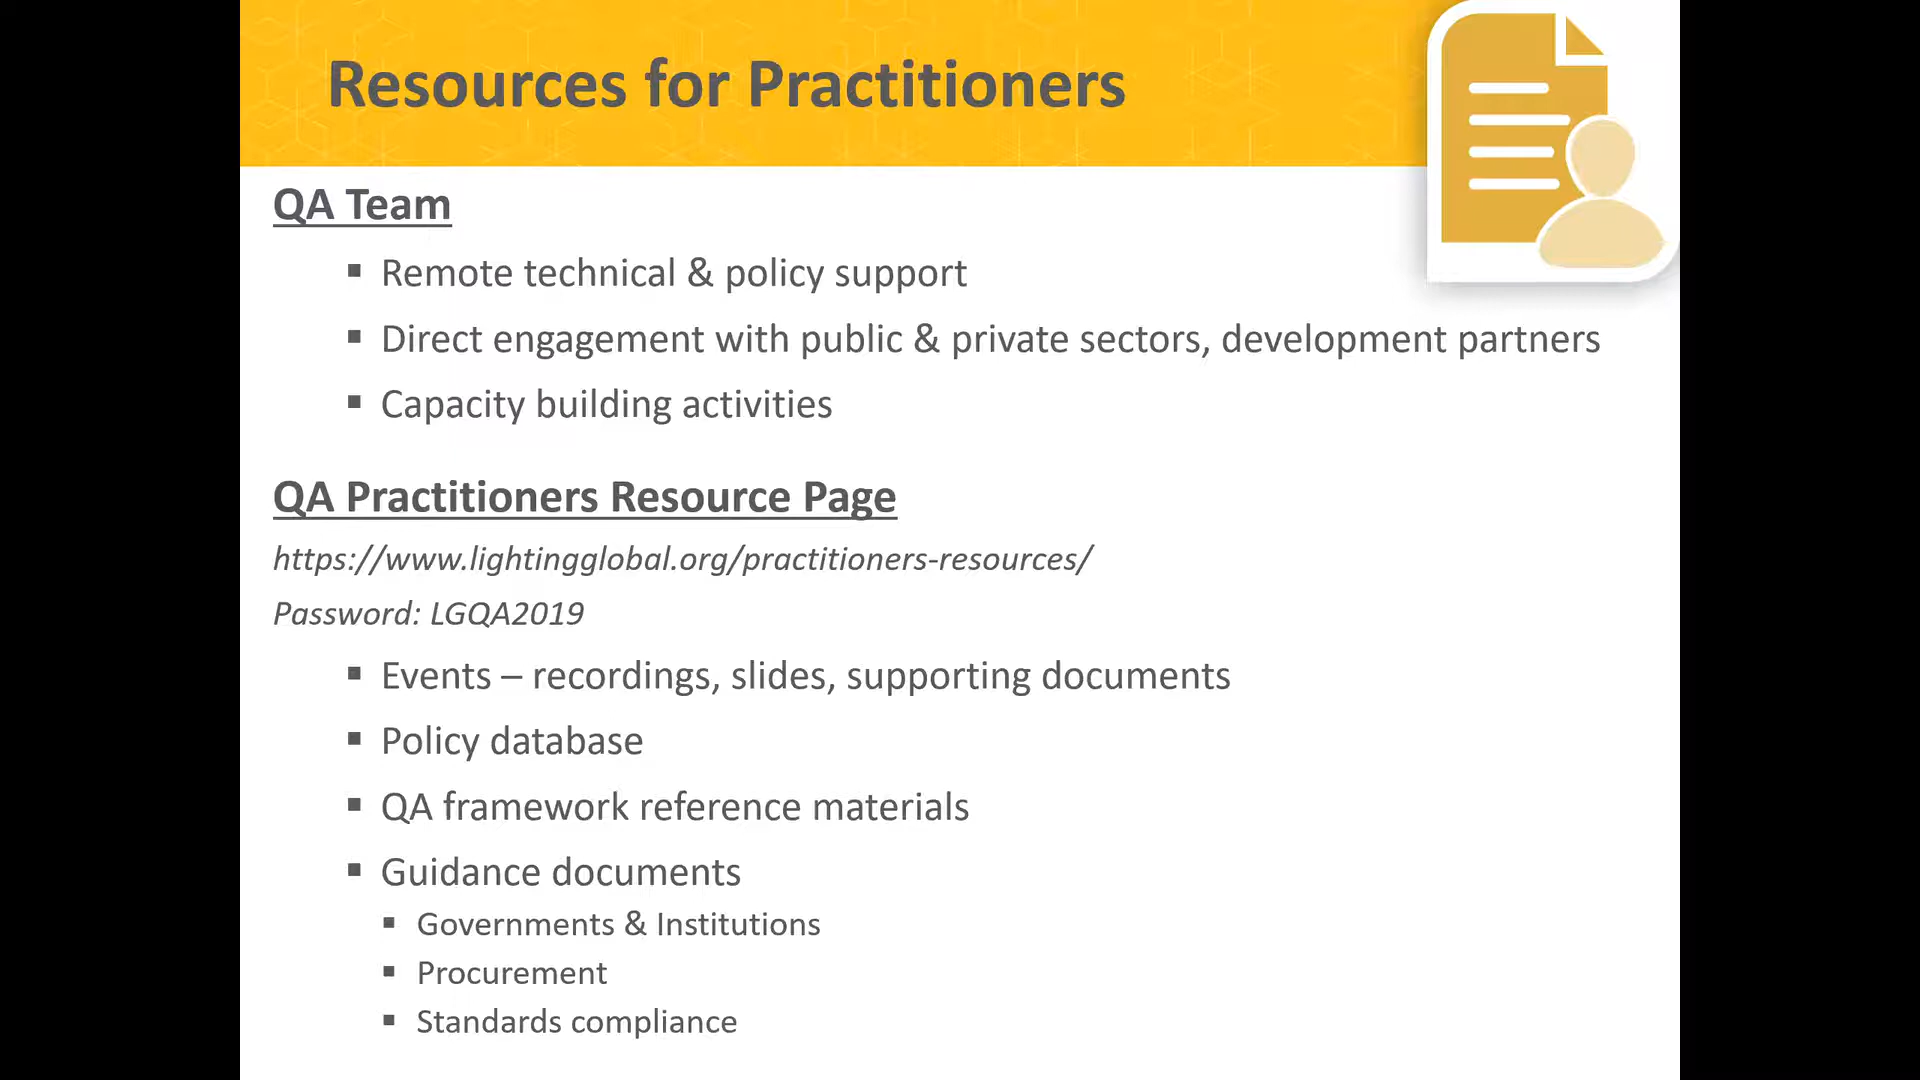 Resources for Practitioners
QA Team
▪ Remote technical & policy support
▪ Direct engagement with public & private sectors, development partners
▪ Capacity building activities
QA Practitioners Resource Page
https://www.lightingglobal.org/practitioners-resources/
Password: LGQA2019
▪ Events – recordings, slides, supporting documents
▪ Policy database
▪ QA framework reference materials
▪ Guidance documents
▪ Governments & Institutions
▪ Procurement
▪ Standards compliance